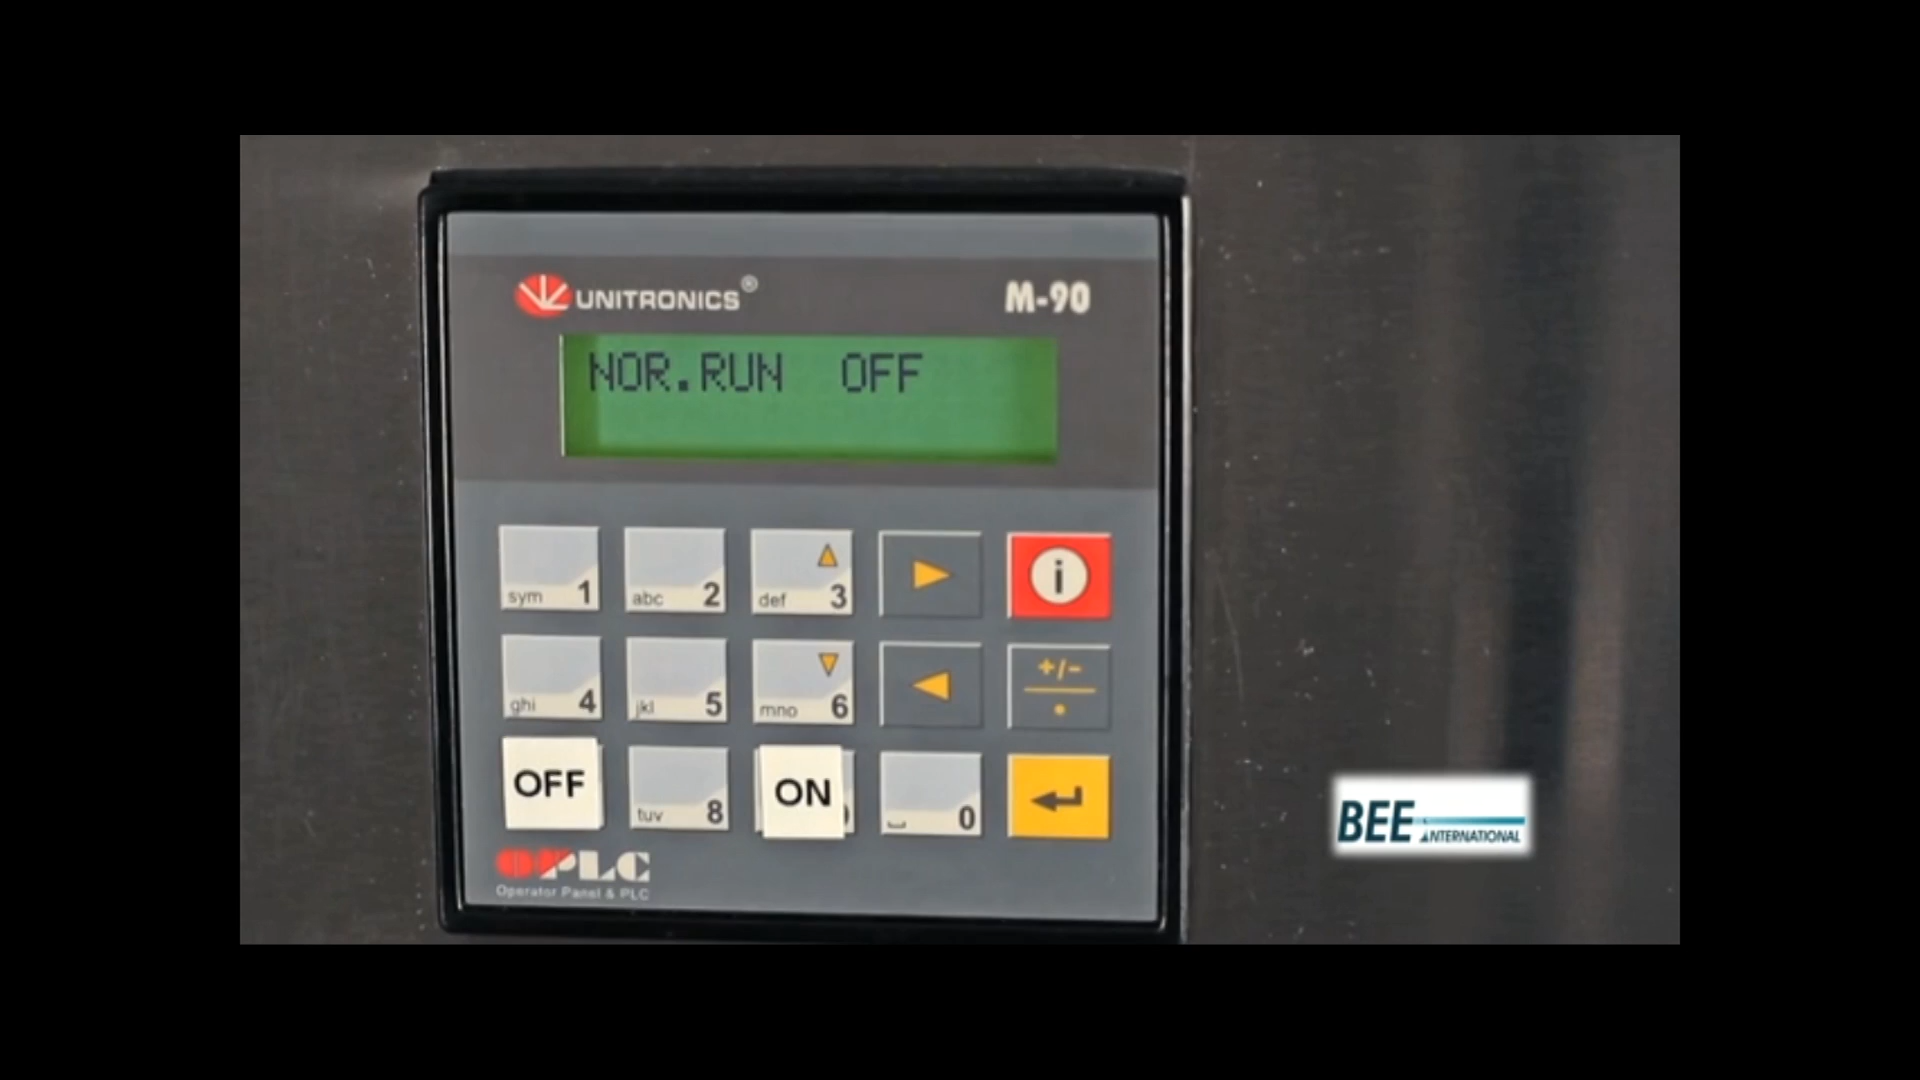 UNITRONICS®
M-90
NOR.RUN OFF
sym 1
abc 2
def 3
i
ghi 4
jkl 5
mno 6
+/-
.
OFF
tuv 8
ON
0
OPLC
Operator Panel & PLC
BEE INTERNATIONAL